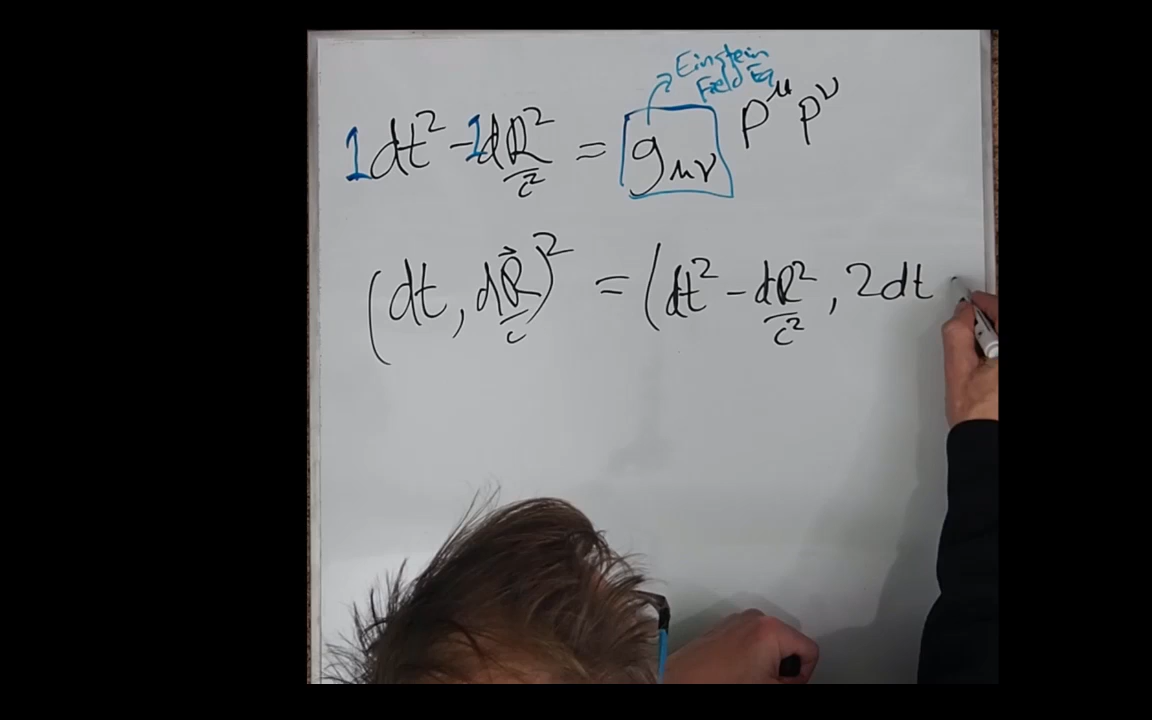 Einstein
Field Eq
1dt² - 1dR²/c² = g_μν P^μ P^ν
(dt, dR⃗/c)² = (dt² - dR²/c², 2dt